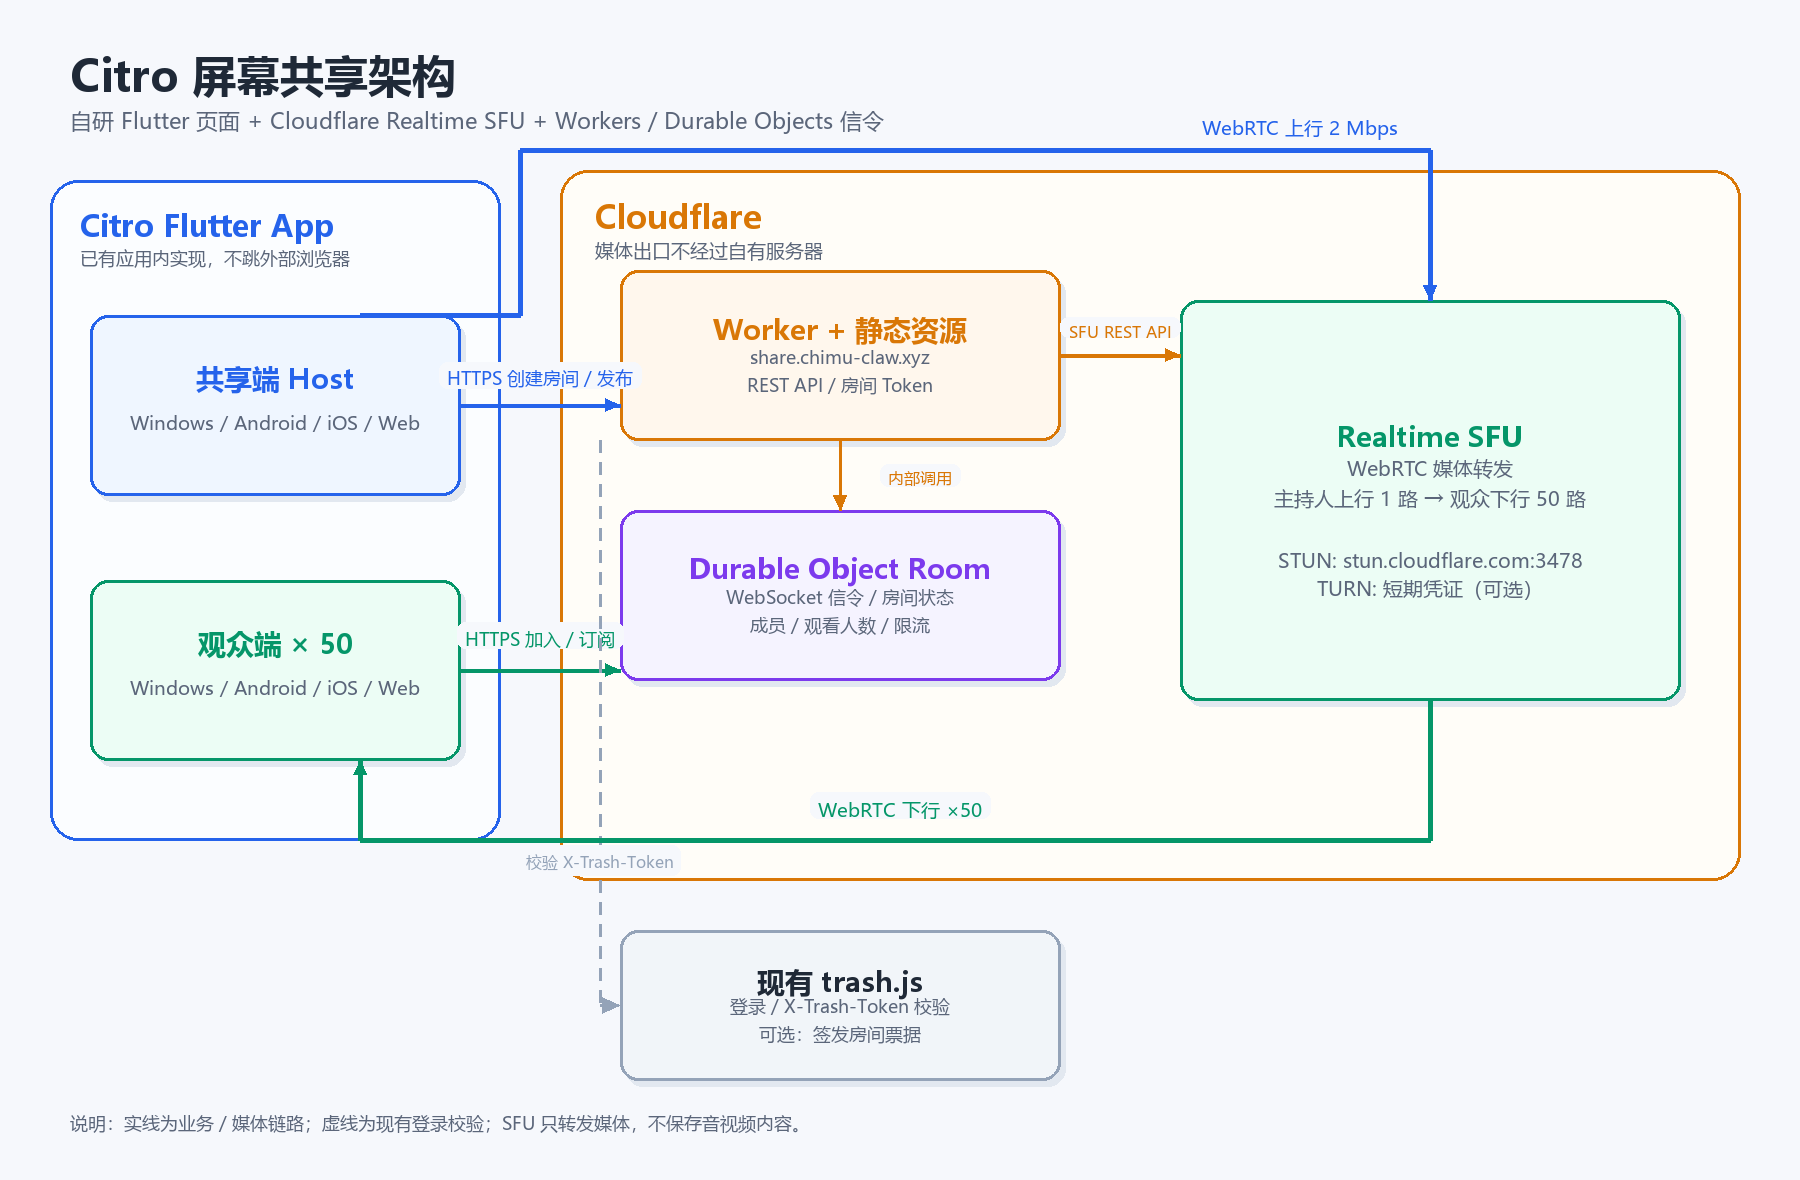 Citro 屏幕共享架构
自研 Flutter 页面 + Cloudflare Realtime SFU + Workers / Durable Objects 信令
WebRTC 上行 2 Mbps
Citro Flutter App
已有应用内实现，不跳外部浏览器
Cloudflare
媒体出口不经过自有服务器
共享端 Host
Windows / Android / iOS / Web
HTTPS 创建房间 / 发布
Worker + 静态资源
share.chimu-claw.xyz
REST API / 房间 Token
SFU REST API
内部调用
Realtime SFU
WebRTC 媒体转发
主持人上行 1 路 → 观众下行 50 路
STUN: stun.cloudflare.com:3478
TURN: 短期凭证（可选）
Durable Object Room
WebSocket 信令 / 房间状态
成员 / 观看人数 / 限流
观众端 × 50
Windows / Android / iOS / Web
HTTPS 加入 / 订阅
WebRTC 下行 ×50
校验 X-Trash-Token
现有 trash.js
登录 / X-Trash-Token 校验
可选：签发房间票据
说明：实线为业务 / 媒体链路；虚线为现有登录校验；SFU 只转发媒体，不保存音视频内容。